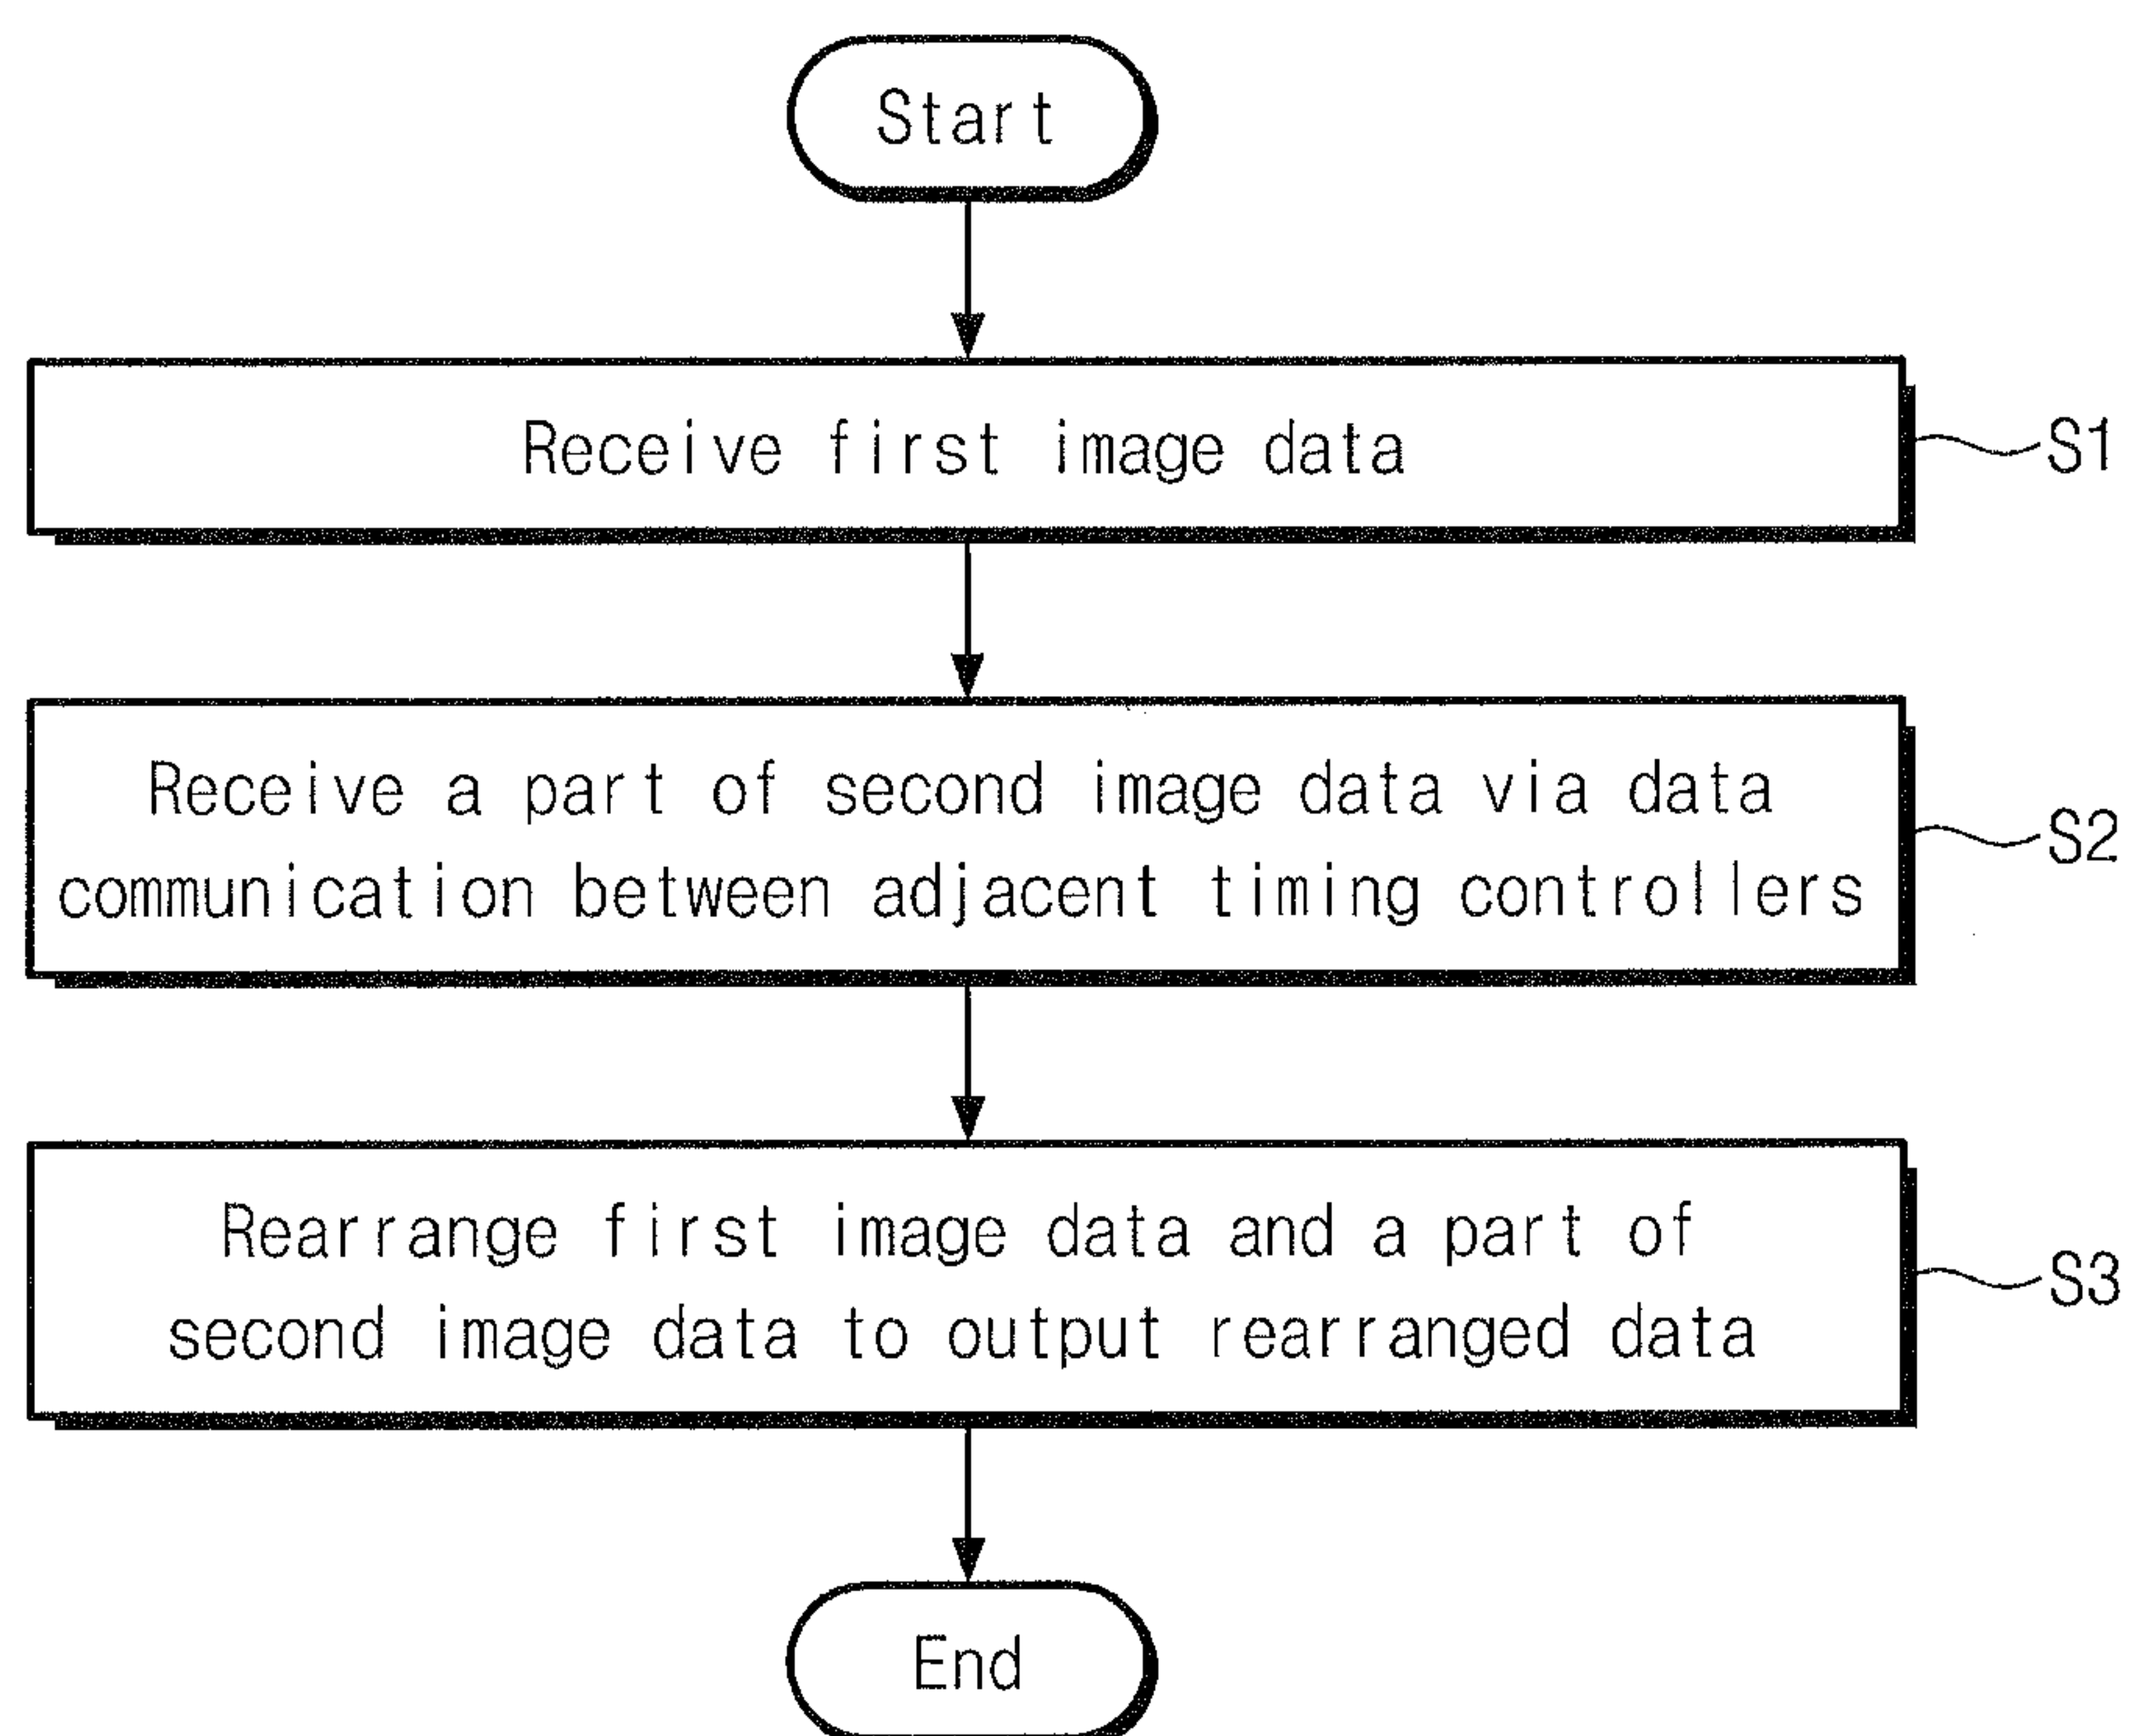 Start
Receive first image data
S1
Receive a part of second image data via data
communication between adjacent timing controllers
S2
Rearrange first image data and a part of
second image data to output rearranged data
S3
End